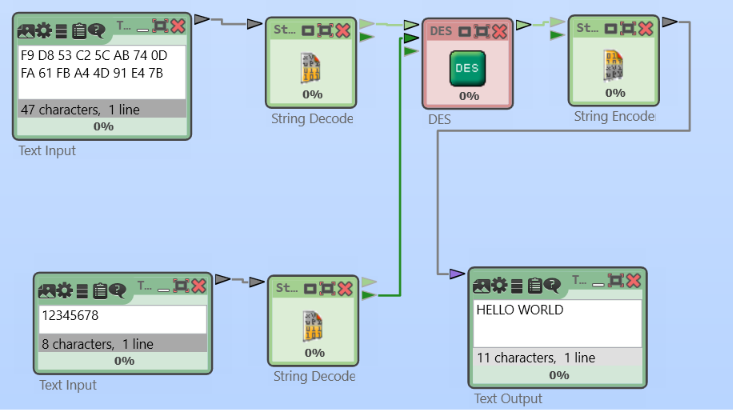 T...
F9 D8 53 C2 5C AB 74 0D
FA 61 FB A4 4D 91 E4 7B
47 characters, 1 line
0%
Text Input
St...
0%
String Decode
DES
DES
0%
DES
St...
0%
String Encode
T...
12345678
8 characters, 1 line
0%
Text Input
St...
0%
String Decode
T...
HELLO WORLD
11 characters, 1 line
0%
Text Output